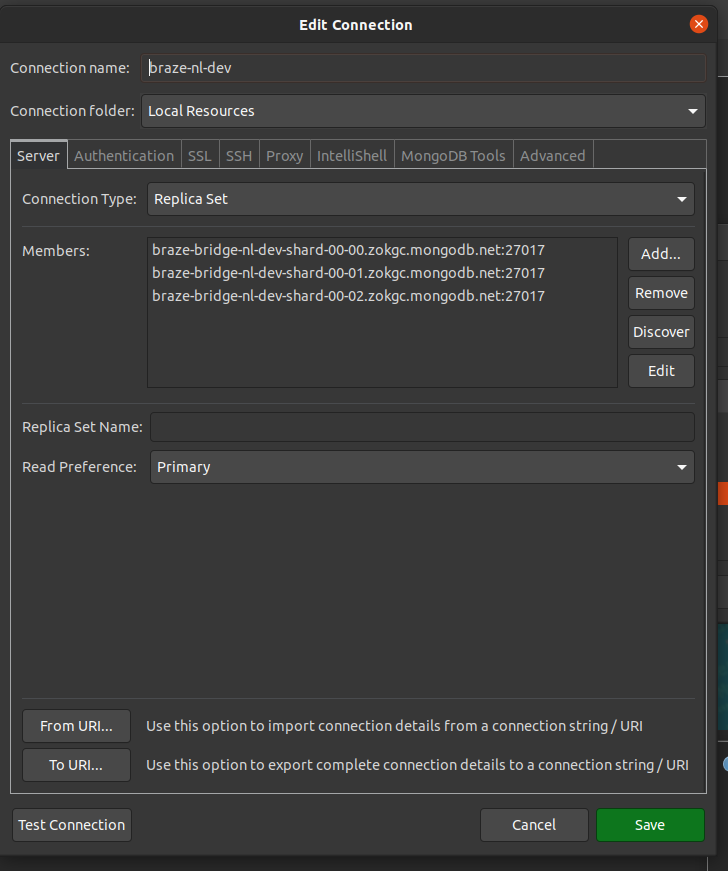 Edit Connection
Connection name: braze-nl-dev
Connection folder: Local Resources
Server Authentication SSL SSH Proxy IntelliShell MongoDB Tools Advanced
Connection Type: Replica Set
Members:
braze-bridge-nl-dev-shard-00-00.zokgc.mongodb.net:27017
braze-bridge-nl-dev-shard-00-01.zokgc.mongodb.net:27017
braze-bridge-nl-dev-shard-00-02.zokgc.mongodb.net:27017
Add...
Remove
Discover
Edit
Replica Set Name:
Read Preference: Primary
From URI... Use this option to import connection details from a connection string / URI
To URI... Use this option to export complete connection details to a connection string / URI
Test Connection Cancel Save